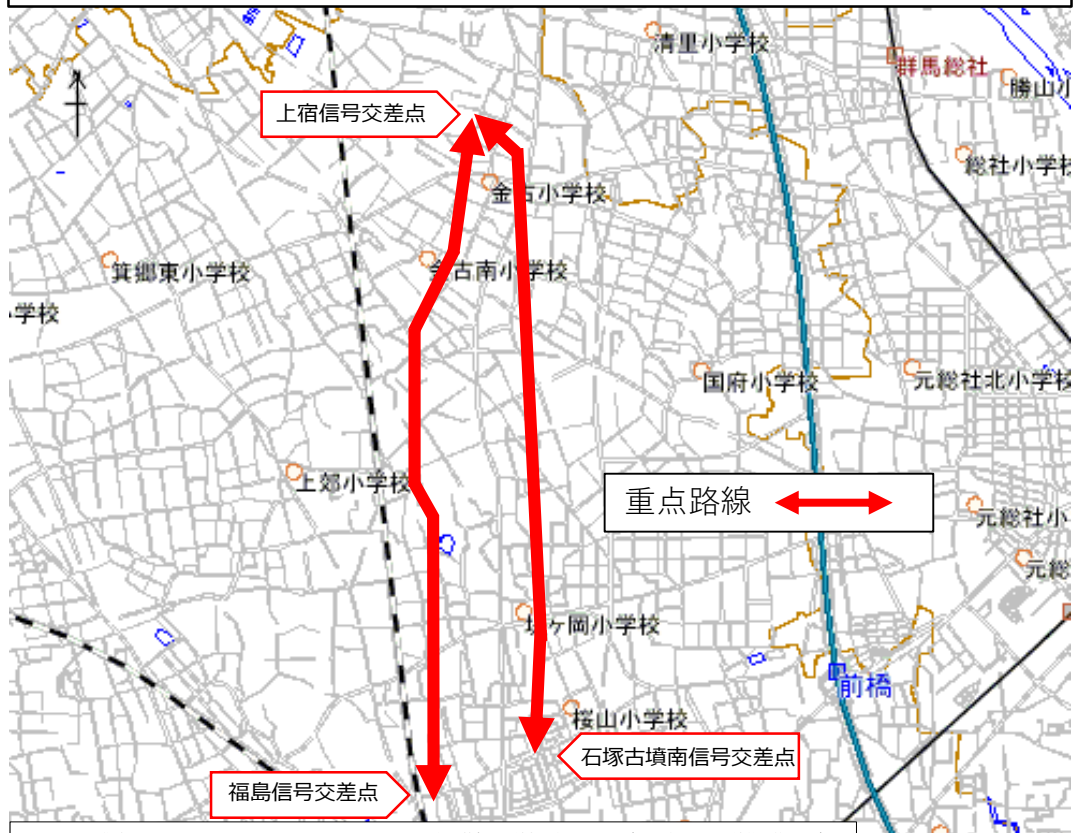 清里小学校
群馬総社
勝山小
上宿信号交差点
総社小学校
金古小学校
箕郷東小学校
金古南小学校
小学校
国府小学校
元総社北小学校
上郊小学校
重点路線
元総社小
元総
堤ヶ岡小学校
前橋
桜山小学校
石塚古墳南信号交差点
福島信号交差点